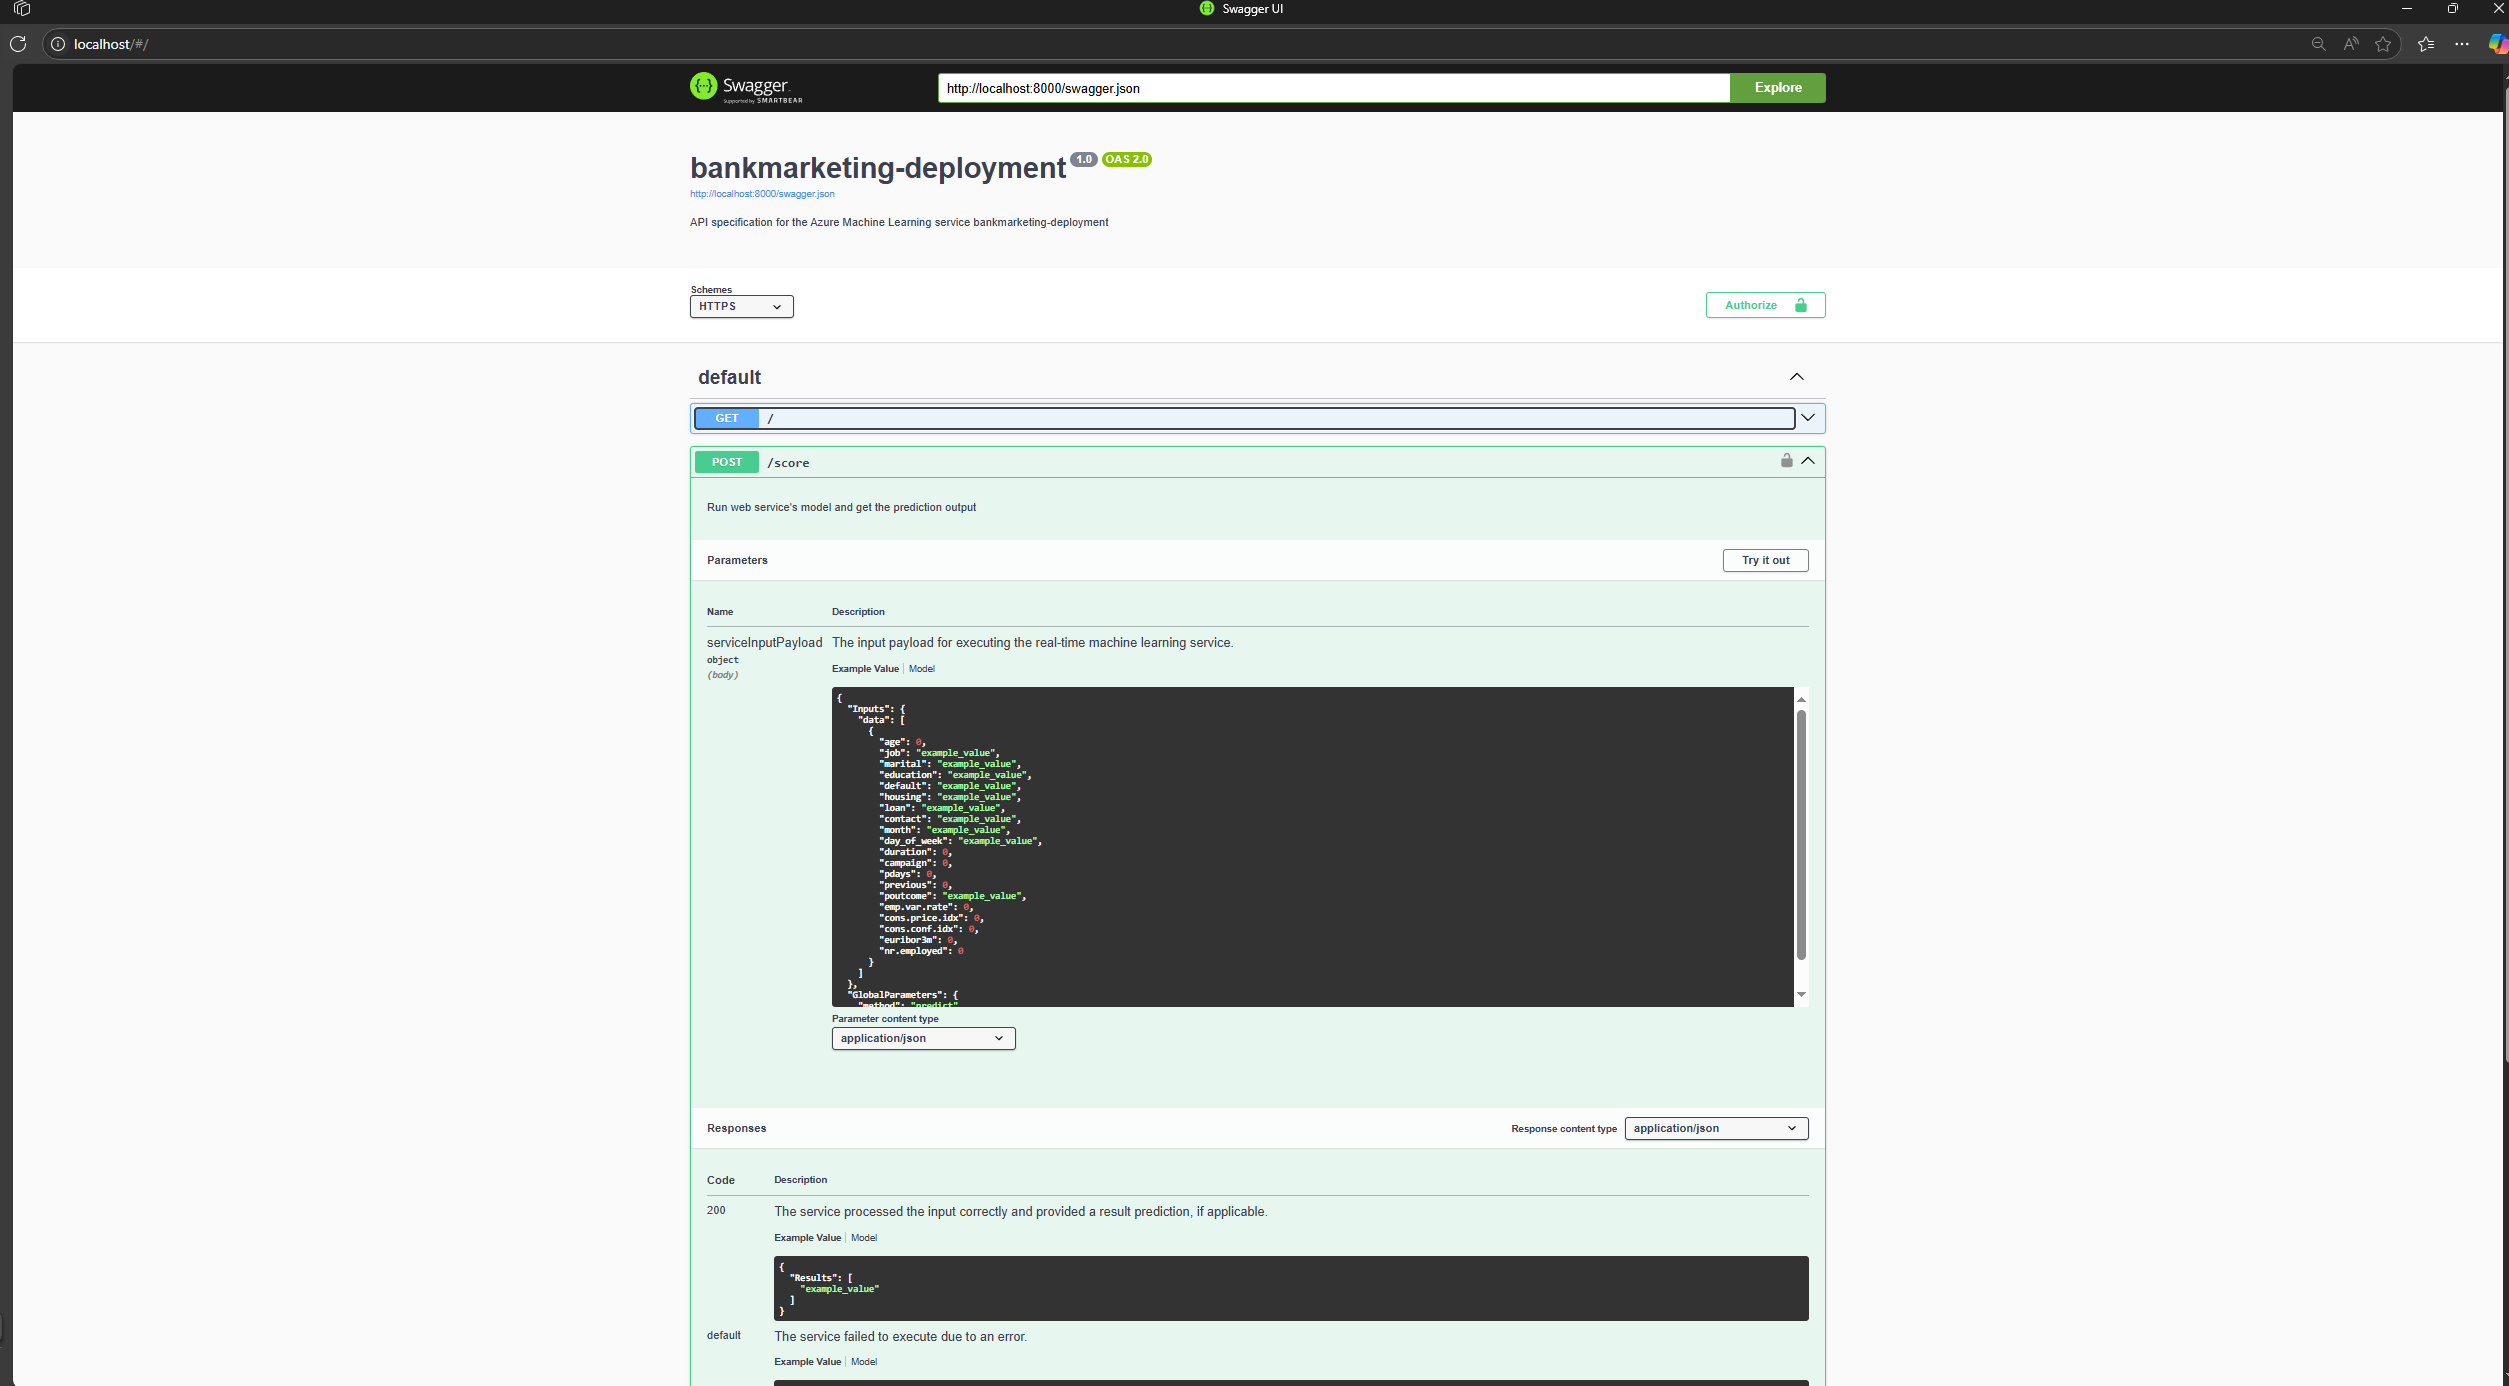 Swagger UI
localhost/#/
Swagger.
Supported by SMARTBEAR
http://localhost:8000/swagger.json
Explore
bankmarketing-deployment 1.0 OAS 2.0
http://localhost:8000/swagger.json
API specification for the Azure Machine Learning service bankmarketing-deployment
Schemes
HTTPS
Authorize
default
GET /
POST /score
Run web service's model and get the prediction output
Parameters
Try it out
Name Description
serviceInputPayload The input payload for executing the real-time machine learning service.
object
(body)
Example Value Model
{
"Inputs": {
"data": [
{
"age": 0,
"job": "example_value",
"marital": "example_value",
"education": "example_value",
"default": "example_value",
"housing": "example_value",
"loan": "example_value",
"contact": "example_value",
"month": "example_value",
"day_of_week": "example_value",
"duration": 0,
"campaign": 0,
"pdays": 0,
"previous": 0,
"poutcome": "example_value",
"emp.var.rate": 0,
"cons.price.idx": 0,
"cons.conf.idx": 0,
"euribor3m": 0,
"nr.employed": 0
}
]
},
"GlobalParameters": {
"method": "predict"
Parameter content type
application/json
Responses
Response content type application/json
Code Description
200 The service processed the input correctly and provided a result prediction, if applicable.
Example Value Model
{
"Results": [
"example_value"
]
}
default The service failed to execute due to an error.
Example Value Model